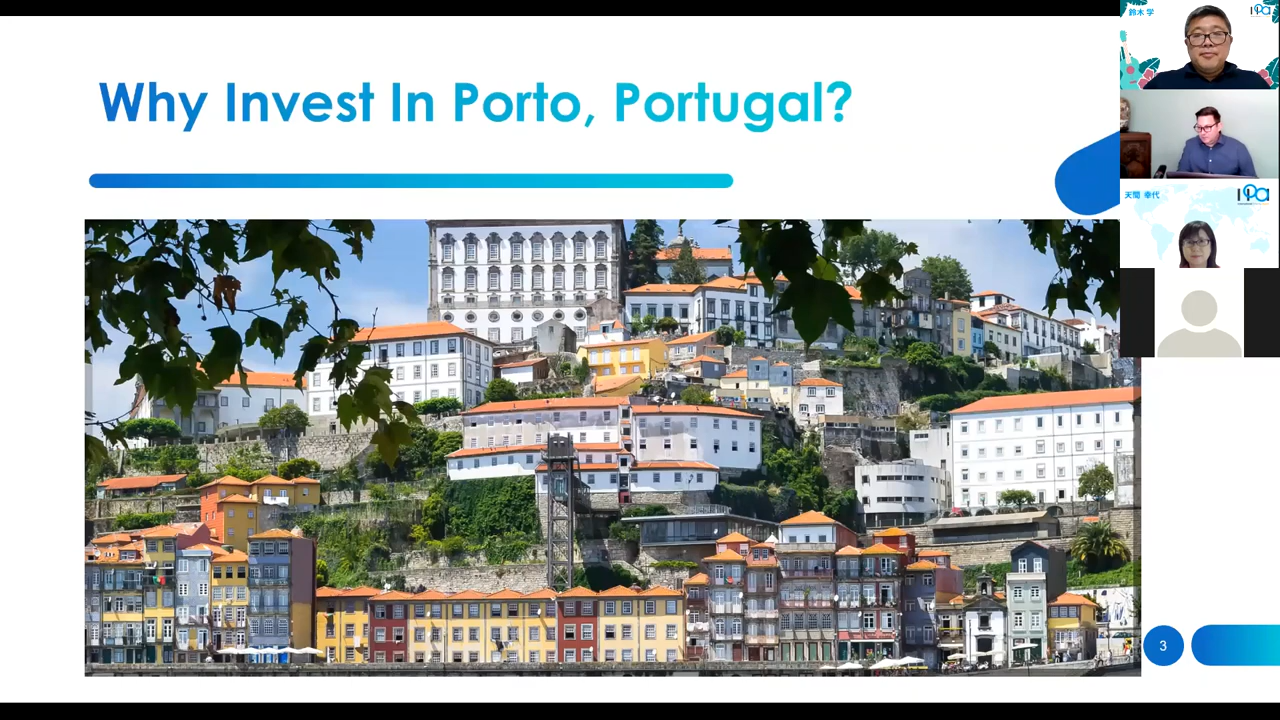 Why Invest In Porto, Portugal?
鈴木 学
IPA
天間 幸代
IPA
3